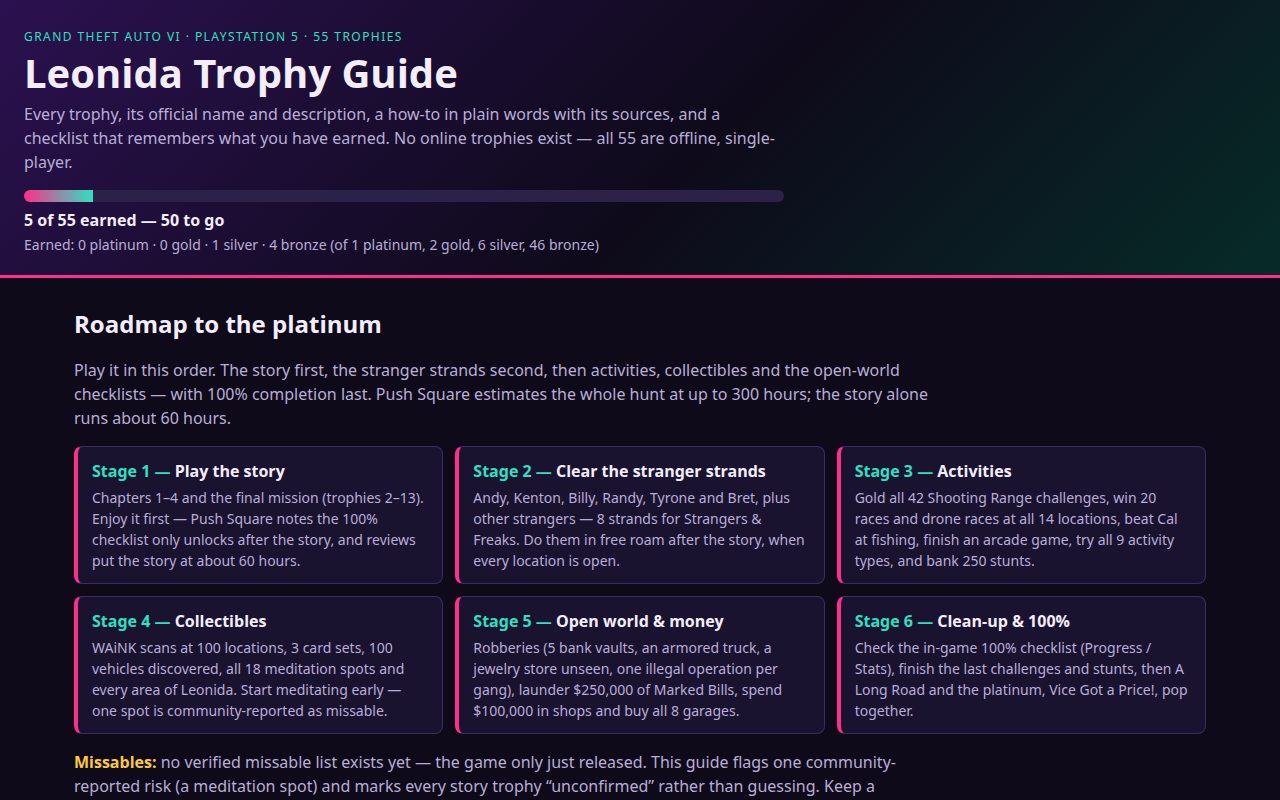 GRAND THEFT AUTO VI · PLAYSTATION 5 · 55 TROPHIES
Leonida Trophy Guide
Every trophy, its official name and description, a how-to in plain words with its sources, and a
checklist that remembers what you have earned. No online trophies exist — all 55 are offline, single-
player.
5 of 55 earned — 50 to go
Earned: 0 platinum · 0 gold · 1 silver · 4 bronze (of 1 platinum, 2 gold, 6 silver, 46 bronze)
Roadmap to the platinum
Play it in this order. The story first, the stranger strands second, then activities, collectibles and the open-world
checklists — with 100% completion last. Push Square estimates the whole hunt at up to 300 hours; the story alone
runs about 60 hours.
Stage 1 — Play the story
Chapters 1–4 and the final mission (trophies 2–13).
Enjoy it first — Push Square notes the 100%
checklist only unlocks after the story, and reviews
put the story at about 60 hours.
Stage 2 — Clear the stranger strands
Andy, Kenton, Billy, Randy, Tyrone and Bret, plus
other strangers — 8 strands for Strangers &
Freaks. Do them in free roam after the story, when
every location is open.
Stage 3 — Activities
Gold all 42 Shooting Range challenges, win 20
races and drone races at all 14 locations, beat Cal
at fishing, finish an arcade game, try all 9 activity
types, and bank 250 stunts.
Stage 4 — Collectibles
WAiNK scans at 100 locations, 3 card sets, 100
vehicles discovered, all 18 meditation spots and
every area of Leonida. Start meditating early —
one spot is community-reported as missable.
Stage 5 — Open world & money
Robberies (5 bank vaults, an armored truck, a
jewelry store unseen, one illegal operation per
gang), launder $250,000 of Marked Bills, spend
$100,000 in shops and buy all 8 garages.
Stage 6 — Clean-up & 100%
Check the in-game 100% checklist (Progress /
Stats), finish the last challenges and stunts, then A
Long Road and the platinum, Vice Got a Price!, pop
together.
Missables: no verified missable list exists yet — the game only just released. This guide flags one community-
reported risk (a meditation spot) and marks every story trophy “unconfirmed” rather than guessing. Keep a